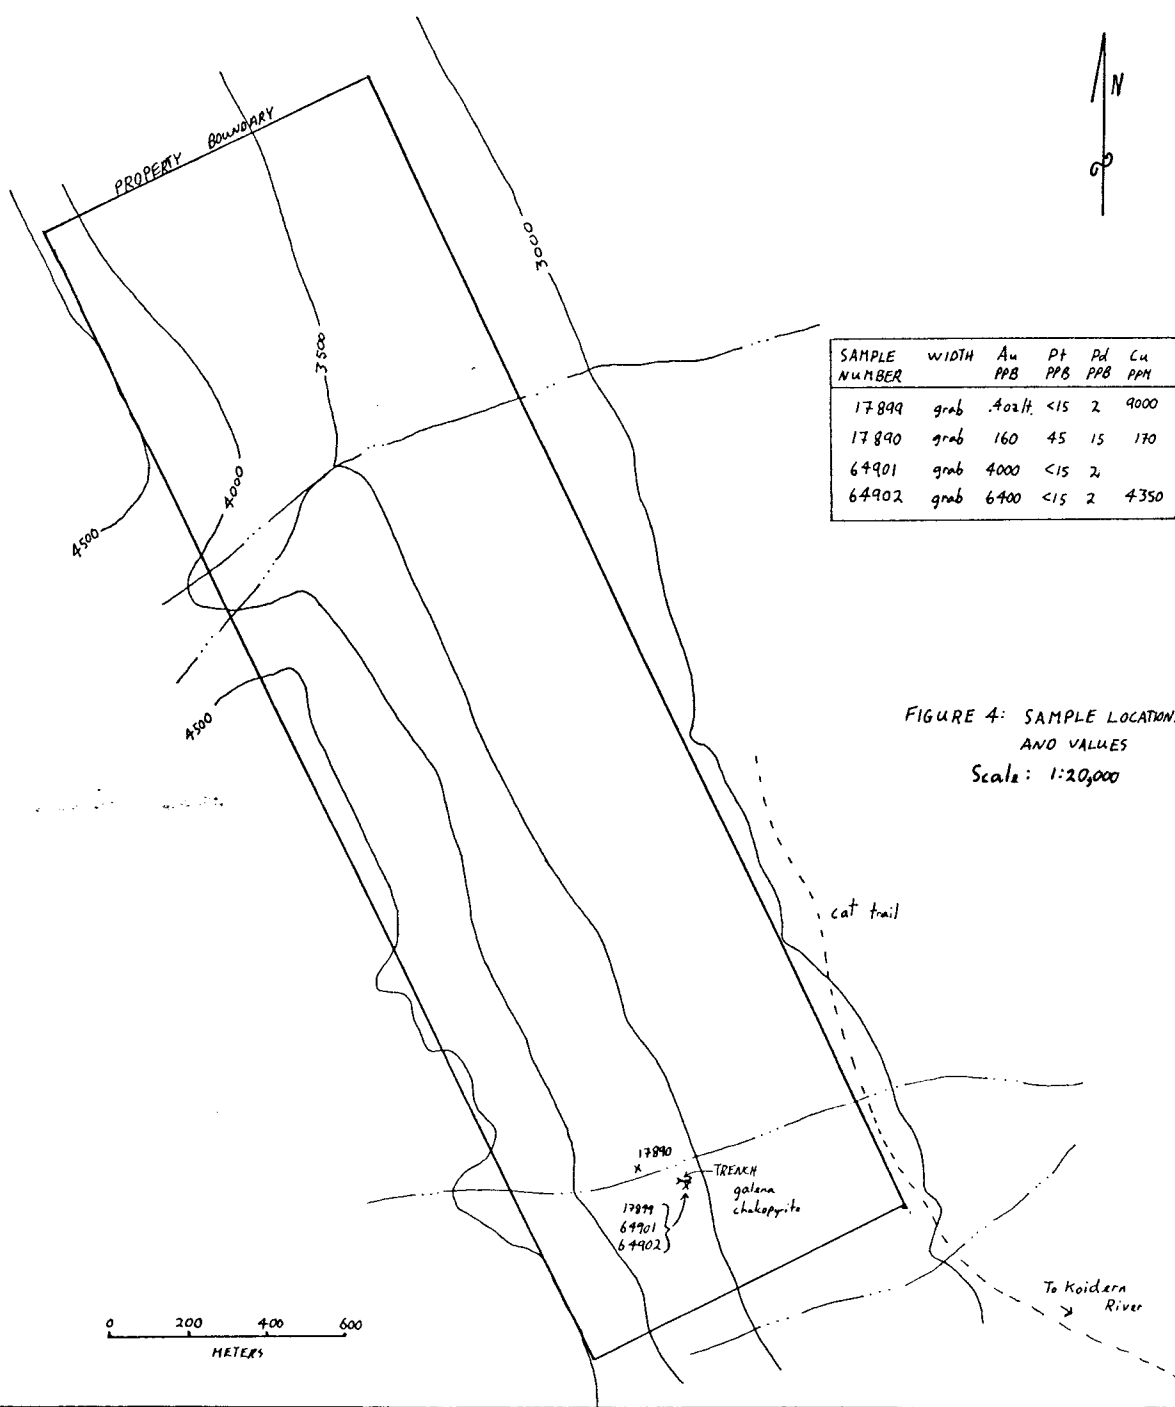 N
PROPERTY BOUNDARY
3000
3500
4000
4500
4500
SAMPLE NUMBER WIDTH Au PPB Pt PPB Pd PPB Cu PPM
17899 grab .4oz/t. <15 2 9000
17890 grab 160 45 15 170
64901 grab 4000 <15 2
64902 grab 6400 <15 2 4350
FIGURE 4: SAMPLE LOCATION
AND VALUES
Scale: 1:20,000
cat trail
17890
TRENCH
galena
chalcopyrite
17899
64901
64902
To Koidern
River
0 200 400 600
METERS